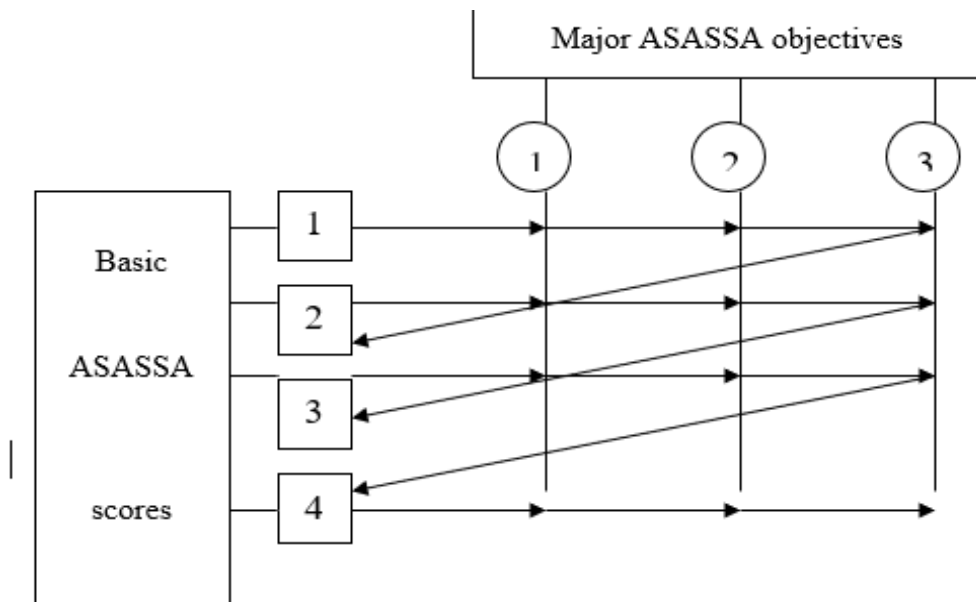 Major ASASSA objectives
1 2 3
1
Basic
2
ASASSA
3
scores
4